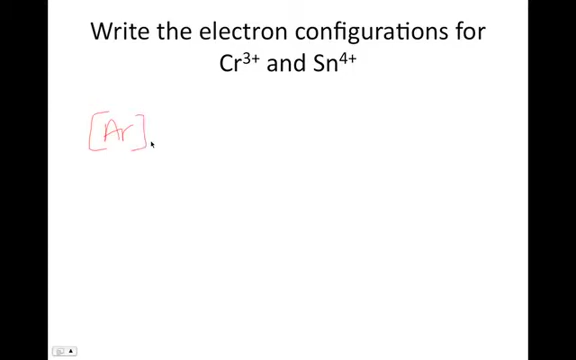 Write the electron configurations for
Cr³⁺ and Sn⁴⁺
[Ar]